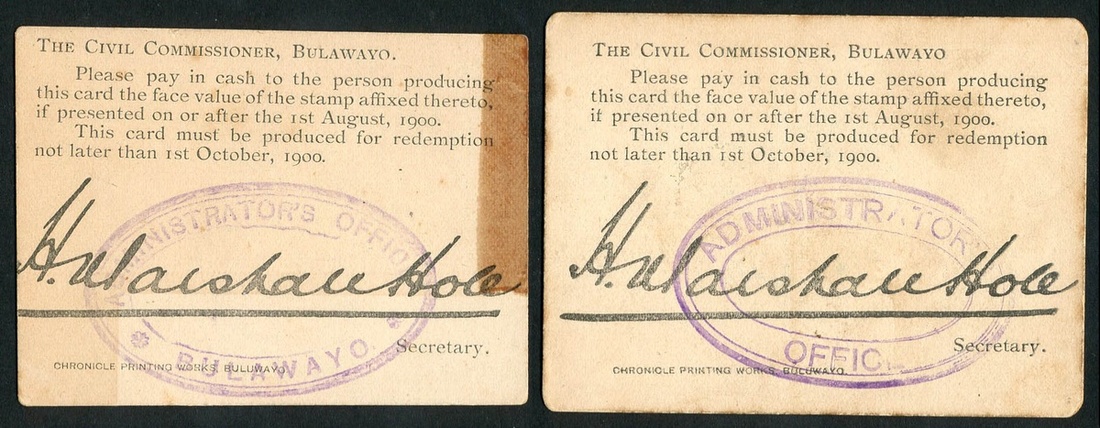 THE CIVIL COMMISSIONER, BULAWAYO.
Please pay in cash to the person producing
this card the face value of the stamp affixed thereto,
if presented on or after the 1st August, 1900.
This card must be produced for redemption
not later than 1st October, 1900.
ADMINISTRATOR'S OFFICE
H. Marshall Hole
BULAWAYO.
Secretary.
CHRONICLE PRINTING WORKS, BULUWAYO.
THE CIVIL COMMISSIONER, BULAWAYO
Please pay in cash to the person producing
this card the face value of the stamp affixed thereto,
if presented on or after the 1st August, 1900.
This card must be produced for redemption
not later than 1st October, 1900.
ADMINISTRATOR
H. Marshall Hole
OFFIC
Secretary.
CHRONICLE PRINTING WORKS, BULUWAYO.